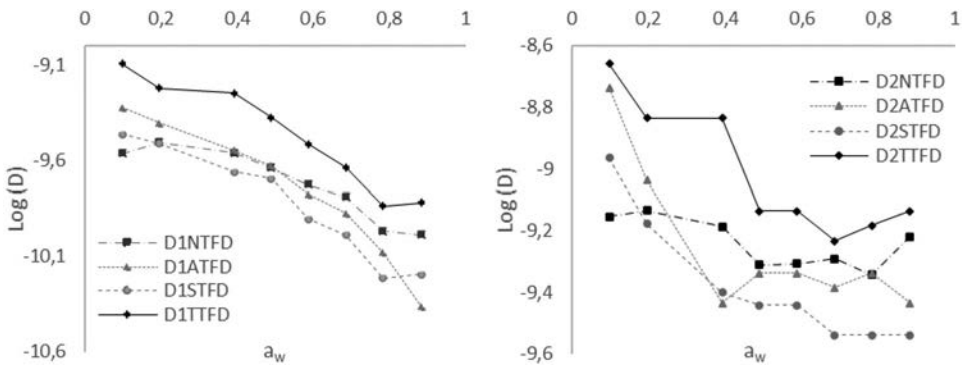 0 0,2 0,4 0,6 0,8 1
-9,1
-9,6
-10,1
-10,6
Log (D)
D1NTFD
D1ATFD
D1STFD
D1TTFD
a_w
0 0,2 0,4 0,6 0,8 1
-8,6
-8,8
-9
-9,2
-9,4
-9,6
Log (D)
D2NTFD
D2ATFD
D2STFD
D2TTFD
a_w